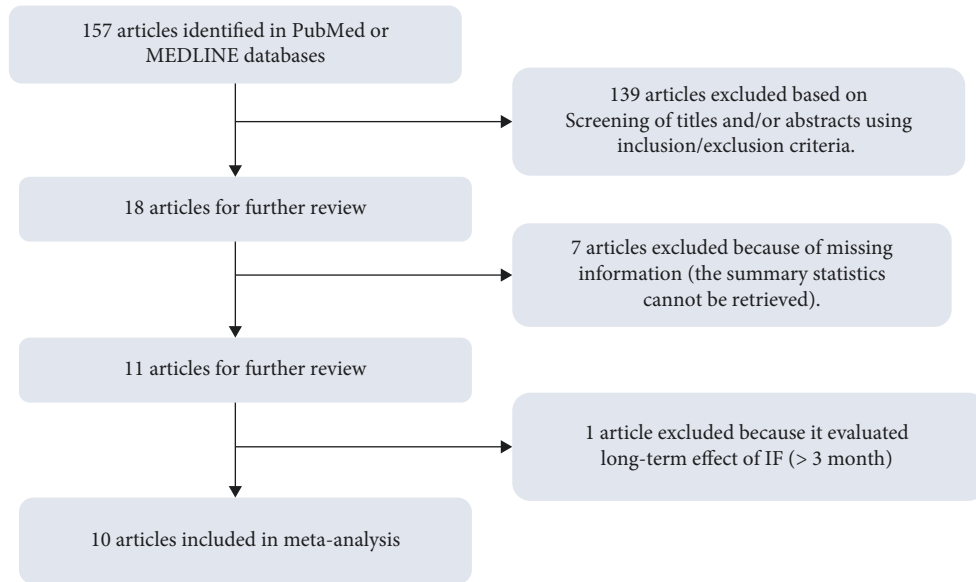 157 articles identified in PubMed or
MEDLINE databases
139 articles excluded based on
Screening of titles and/or abstracts using
inclusion/exclusion criteria.
18 articles for further review
7 articles excluded because of missing
information (the summary statistics
cannot be retrieved).
11 articles for further review
1 article excluded because it evaluated
long-term effect of IF (> 3 month)
10 articles included in meta-analysis